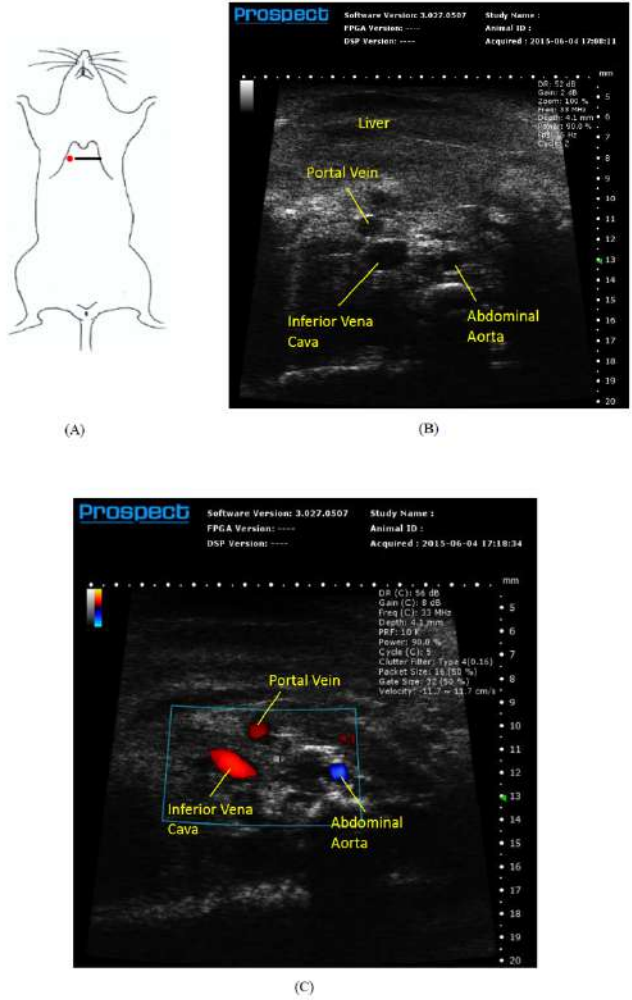 Prospect
Software Version: 3.027.0507
Study Name :
FPGA Version: ----
Animal ID :
DSP Version: ----
Acquired : 2015-06-04 17:08:11
mm
DR: 52 dB
Gain: 2 dB
Zoom: 100 %
Freq: 33 MHz
Depth: 4.1 mm
Power: 90.0 %
5
8
10
11
12
13
14
15
16
17
18
19
20
Liver
Portal Vein
Inferior Vena
Cava
Abdominal
Aorta
(A)
(B)
Prospect
Software Version: 3.027.0507
Study Name :
FPGA Version: ----
Animal ID :
DSP Version: ----
Acquired : 2015-06-04 17:18:34
mm
DR (C): 56 dB
Gain (C): 8 dB
Freq (C): 33 MHz
Depth: 4.1 mm
PRF: 10 K
Power: 90.0 %
Cycle (C): 5
Clutter Filter: Type 4(0.16)
Packet Size: 16 (50 %)
Gate Size: 32 (50 %)
Velocity: -11.7 ~ 11.7 cm/s
5
6
7
8
9
10
11
12
13
14
15
16
17
18
19
20
Portal Vein
Inferior Vena
Cava
Abdominal
Aorta
(C)